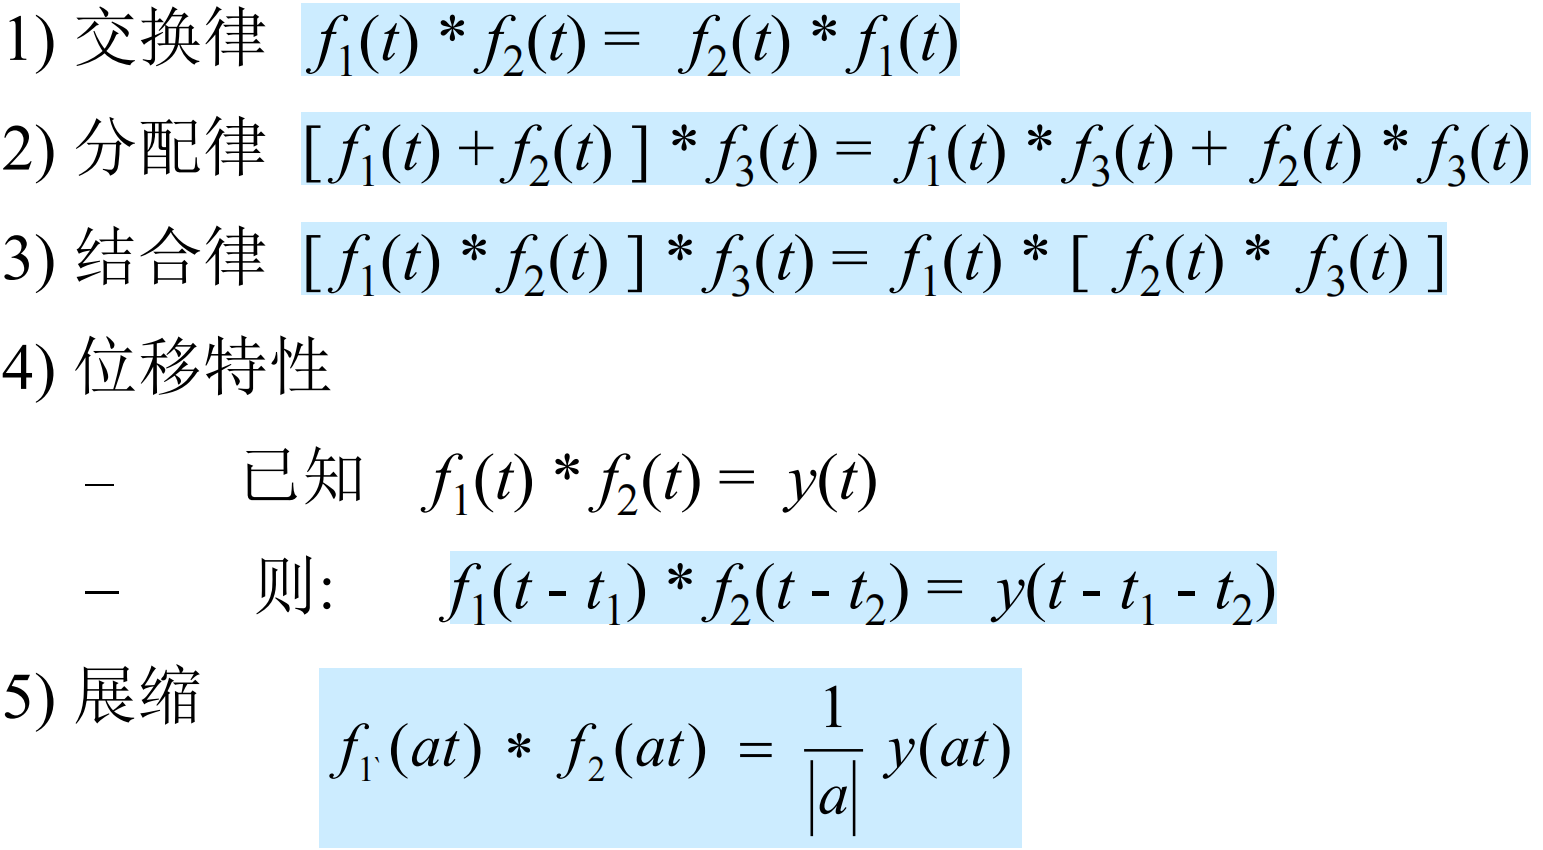 1) 交换律 f₁(t) * f₂(t) = f₂(t) * f₁(t)
2) 分配律 [ f₁(t) + f₂(t) ] * f₃(t) = f₁(t) * f₃(t) + f₂(t) * f₃(t)
3) 结合律 [ f₁(t) * f₂(t) ] * f₃(t) = f₁(t) * [ f₂(t) * f₃(t) ]
4) 位移特性
– 已知 f₁(t) * f₂(t) = y(t)
– 则: f₁(t - t₁) * f₂(t - t₂) = y(t - t₁ - t₂)
5) 展缩 f₁`(at) * f₂(at) = \frac{1}{|a|} y(at)